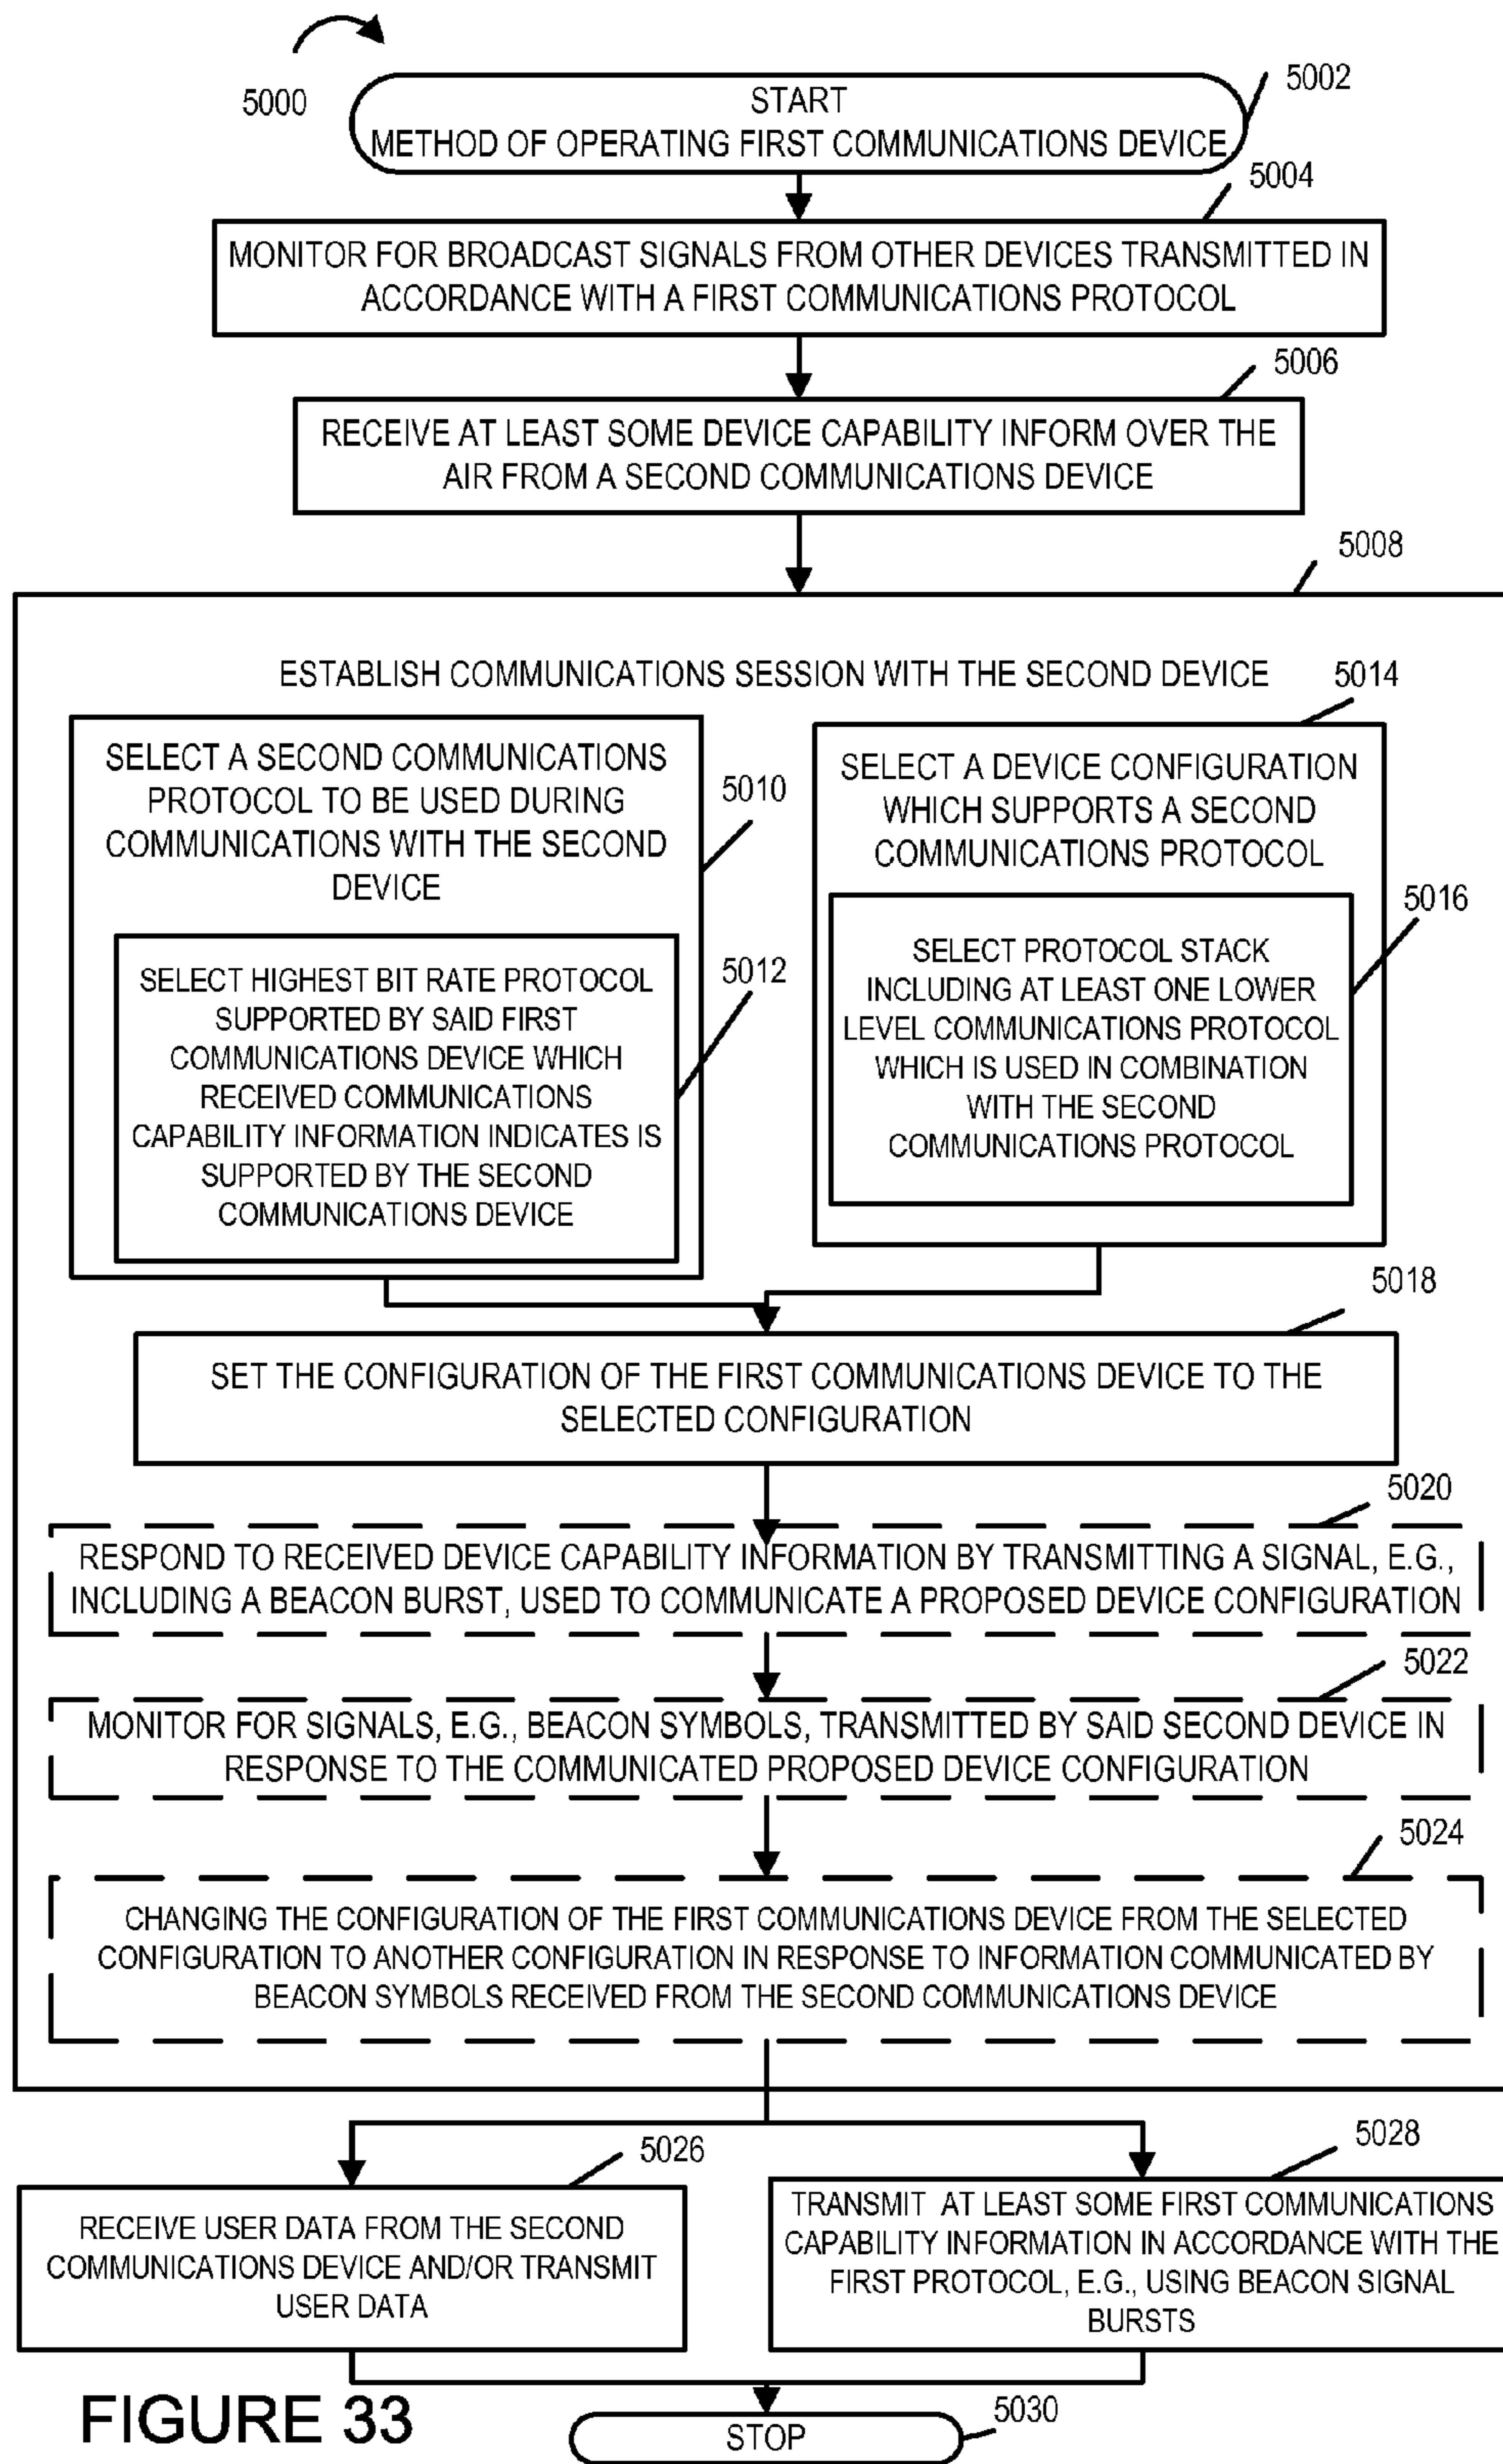 5000
START
METHOD OF OPERATING FIRST COMMUNICATIONS DEVICE
5002
5004
MONITOR FOR BROADCAST SIGNALS FROM OTHER DEVICES TRANSMITTED IN
ACCORDANCE WITH A FIRST COMMUNICATIONS PROTOCOL
5006
RECEIVE AT LEAST SOME DEVICE CAPABILITY INFORM OVER THE
AIR FROM A SECOND COMMUNICATIONS DEVICE
5008
ESTABLISH COMMUNICATIONS SESSION WITH THE SECOND DEVICE
SELECT A SECOND COMMUNICATIONS
PROTOCOL TO BE USED DURING
COMMUNICATIONS WITH THE SECOND
DEVICE
5010
SELECT HIGHEST BIT RATE PROTOCOL
SUPPORTED BY SAID FIRST
COMMUNICATIONS DEVICE WHICH
RECEIVED COMMUNICATIONS
CAPABILITY INFORMATION INDICATES IS
SUPPORTED BY THE SECOND
COMMUNICATIONS DEVICE
5012
5014
SELECT A DEVICE CONFIGURATION
WHICH SUPPORTS A SECOND
COMMUNICATIONS PROTOCOL
5016
SELECT PROTOCOL STACK
INCLUDING AT LEAST ONE LOWER
LEVEL COMMUNICATIONS PROTOCOL
WHICH IS USED IN COMBINATION
WITH THE SECOND
COMMUNICATIONS PROTOCOL
5018
SET THE CONFIGURATION OF THE FIRST COMMUNICATIONS DEVICE TO THE
SELECTED CONFIGURATION
5020
RESPOND TO RECEIVED DEVICE CAPABILITY INFORMATION BY TRANSMITTING A SIGNAL, E.G.,
INCLUDING A BEACON BURST, USED TO COMMUNICATE A PROPOSED DEVICE CONFIGURATION
5022
MONITOR FOR SIGNALS, E.G., BEACON SYMBOLS, TRANSMITTED BY SAID SECOND DEVICE IN
RESPONSE TO THE COMMUNICATED PROPOSED DEVICE CONFIGURATION
5024
CHANGING THE CONFIGURATION OF THE FIRST COMMUNICATIONS DEVICE FROM THE SELECTED
CONFIGURATION TO ANOTHER CONFIGURATION IN RESPONSE TO INFORMATION COMMUNICATED BY
BEACON SYMBOLS RECEIVED FROM THE SECOND COMMUNICATIONS DEVICE
5026
RECEIVE USER DATA FROM THE SECOND
COMMUNICATIONS DEVICE AND/OR TRANSMIT
USER DATA
5028
TRANSMIT AT LEAST SOME FIRST COMMUNICATIONS
CAPABILITY INFORMATION IN ACCORDANCE WITH THE
FIRST PROTOCOL, E.G., USING BEACON SIGNAL
BURSTS
FIGURE 33
STOP
5030